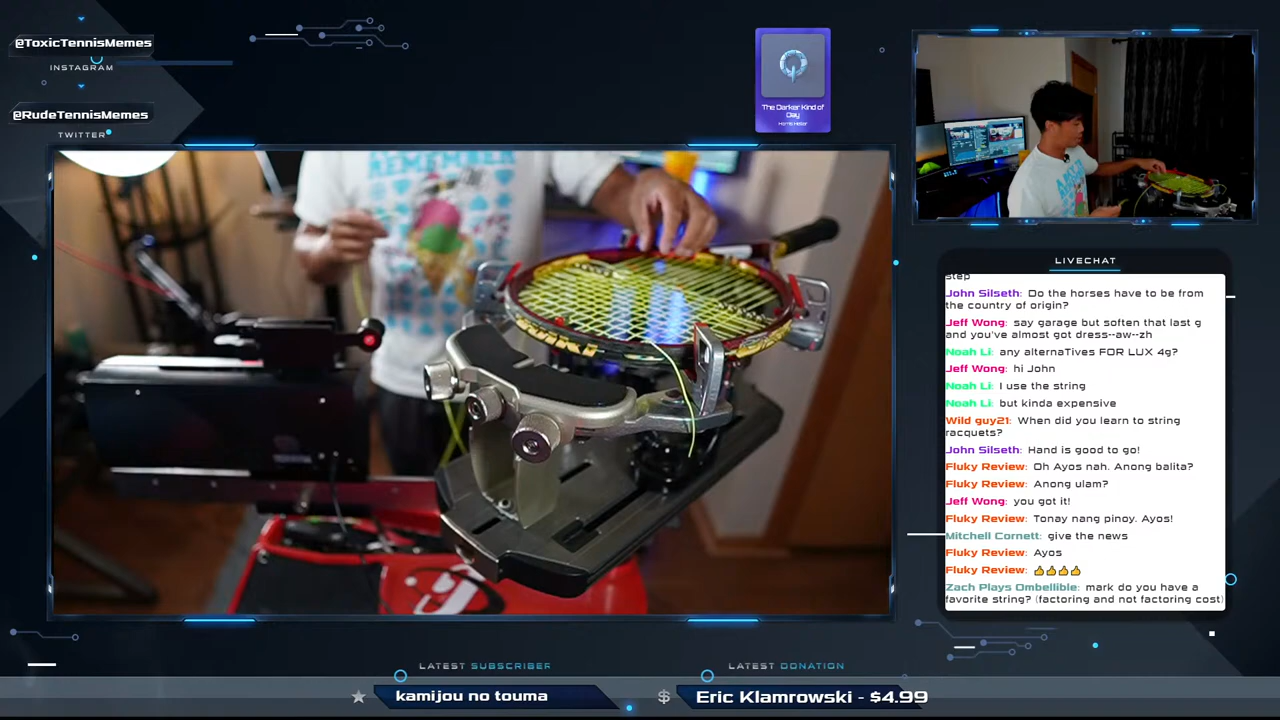 @ToxicTennisMemes
INSTAGRAM
@RudeTennisMemes
TWITTER
The Darker Kind of
Day
REMEMBER
LIVECHAT
step
John Silseth: Do the horses have to be from
the country of origin?
Jeff Wong: say garage but soften that last g
and you've almost got dress--aw-zh
Noah Li: any alternaTives FOR LUX 4g?
Jeff Wong: hi John
Noah Li: I use the string
Noah Li: but kinda expensive
Wild guy21: When did you learn to string
racquets?
John Silseth: Hand is good to go!
Fluky Review: Oh Ayos nah. Anong balita?
Fluky Review: Anong ulam?
Jeff Wong: you got it!
Fluky Review: Tonay nang pinoy. Ayos!
Mitchell Cornett: give the news
Fluky Review: Ayos
Fluky Review: 👍👍👍👍
Zach Plays Ombellible: mark do you have a
favorite string? (factoring and not factoring cost)
LATEST SUBSCRIBER
kamijou no touma
LATEST DONATION
$ Eric Klamrowski - $4.99